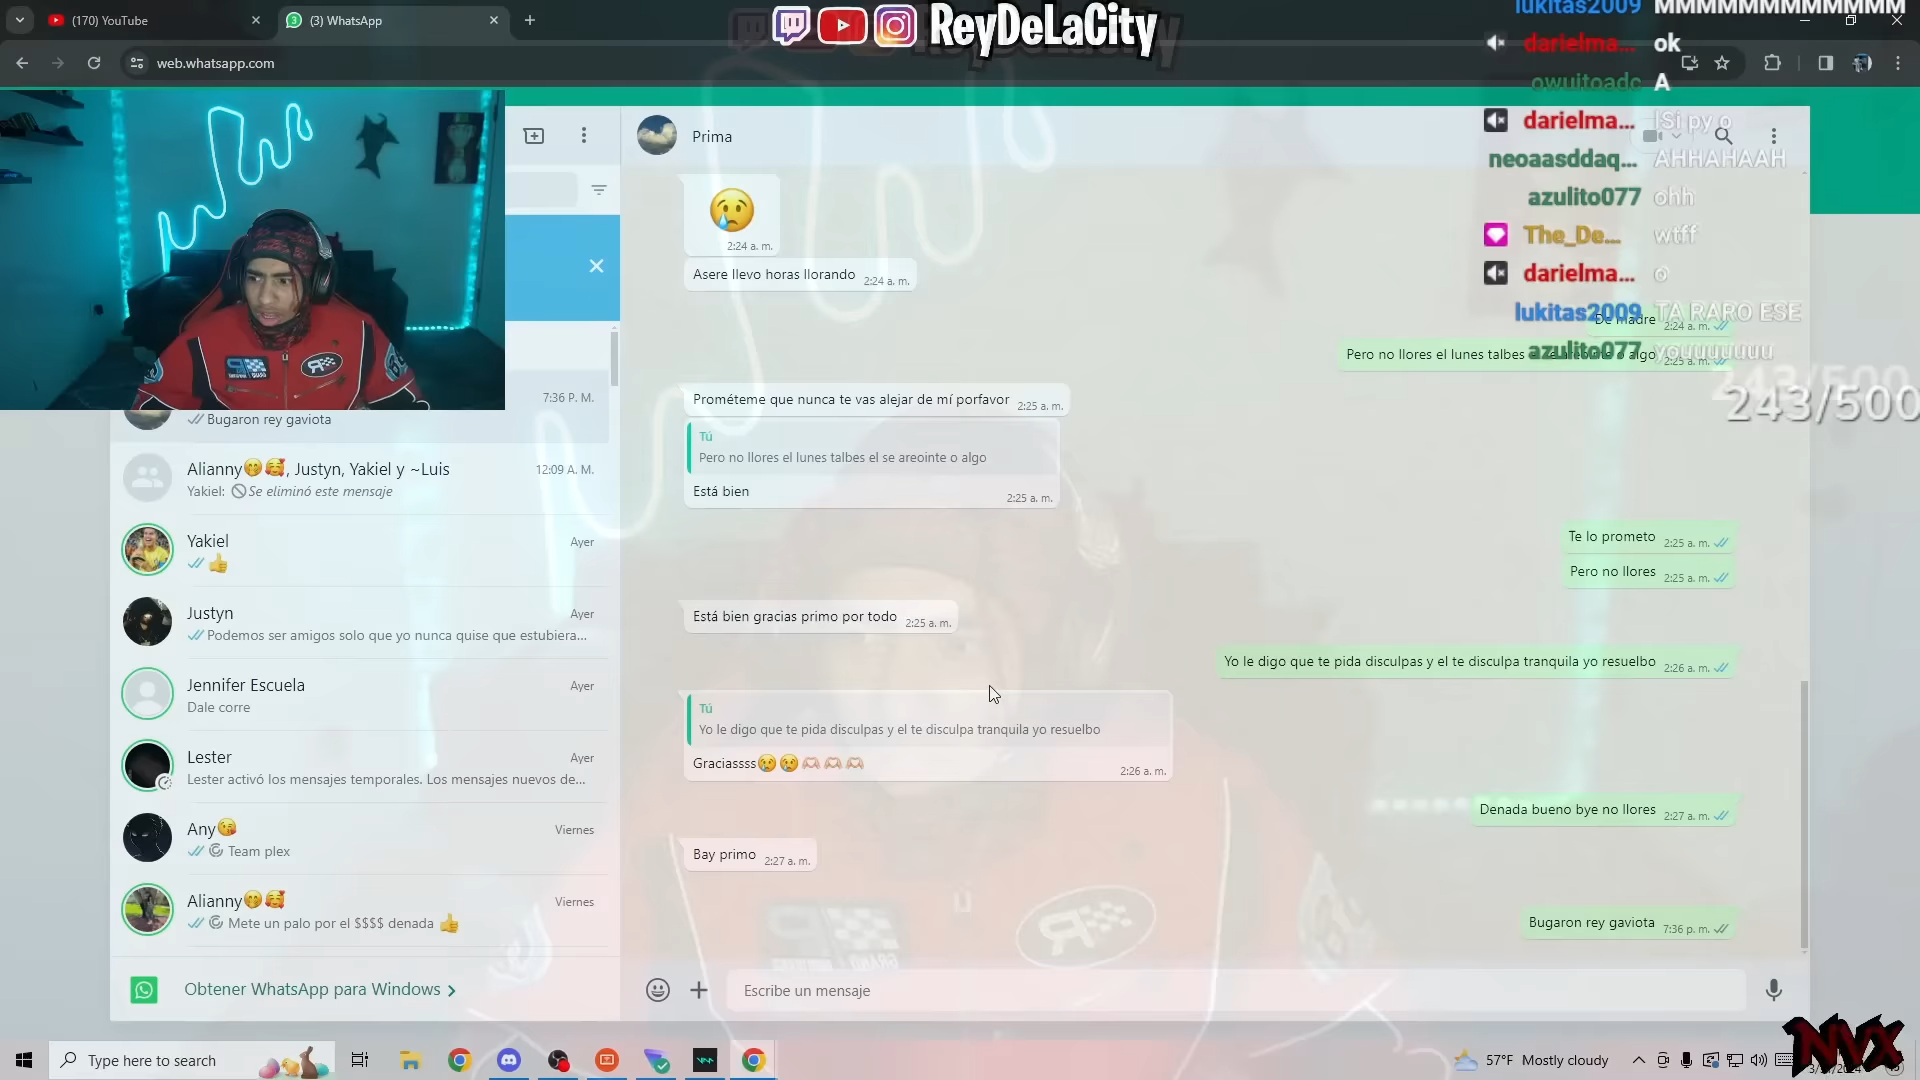 (170) YouTube
(3) WhatsApp
web.whatsapp.com
ReyDeLaCity
lukitas2009 MMMMMMMMMMMM
darielma... ok
owuitoadc A
darielma... !Si py o
neoaasddaq... AHHAHAAH
azulito077 ohh
The_De... wtff
darielma... o
lukitas2009 TA RARO ESE
azulito077 youuuuuuu
243/500
7:36 P. M.
Bugaron rey gaviota
Alianny🤭🥰, Justyn, Yakiel y ~Luis 12:09 A. M.
Yakiel: Se eliminó este mensaje
Yakiel Ayer
👍
Justyn Ayer
Podemos ser amigos solo que yo nunca quise que estubiera...
Jennifer Escuela Ayer
Dale corre
Lester Ayer
Lester activó los mensajes temporales. Los mensajes nuevos de...
Any😘 Viernes
Team plex
Alianny🤭🥰 Viernes
Mete un palo por el $$$$ denada 👍
Obtener WhatsApp para Windows
Prima
😢
2:24 a. m.
Asere llevo horas llorando 2:24 a. m.
De madre 2:24 a. m.
Pero no llores el lunes talbes el se areointe o algo 2:25 a. m.
Prométeme que nunca te vas alejar de mí porfavor 2:25 a. m.
Tú
Pero no llores el lunes talbes el se areointe o algo
Está bien 2:25 a. m.
Te lo prometo 2:25 a. m.
Pero no llores 2:25 a. m.
Está bien gracias primo por todo 2:25 a. m.
Yo le digo que te pida disculpas y el te disculpa tranquila yo resuelbo 2:26 a. m.
Tú
Yo le digo que te pida disculpas y el te disculpa tranquila yo resuelbo
Graciassss😢😢🫶🏻🫶🏻🫶🏻 2:26 a. m.
Denada bueno bye no llores 2:27 a. m.
Bay primo 2:27 a. m.
Bugaron rey gaviota 7:36 p. m.
Escribe un mensaje
Type here to search
57°F Mostly cloudy
NVX